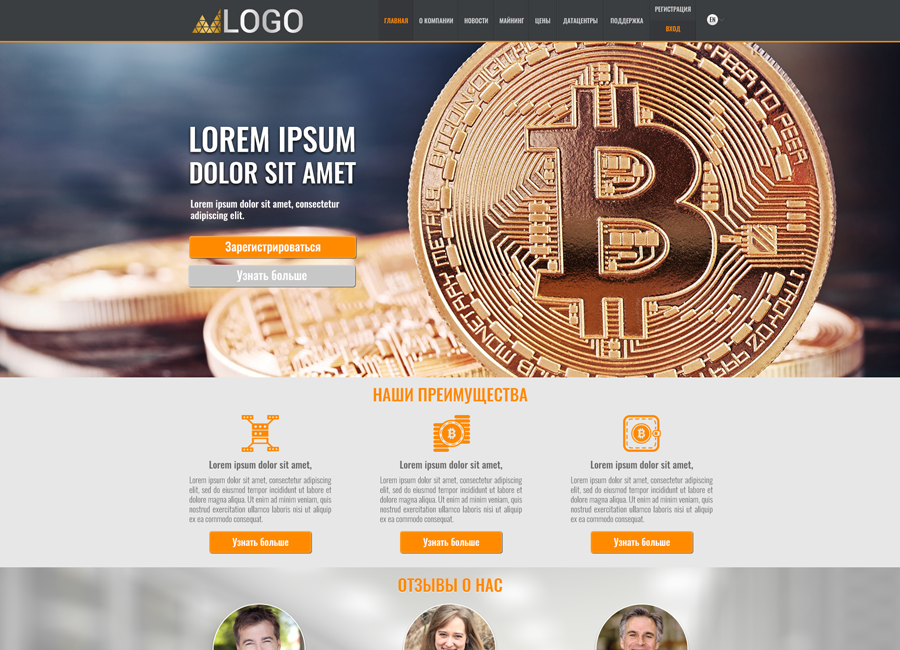 LOGO
ГЛАВНАЯ
О КОМПАНИИ
НОВОСТИ
МАЙНИНГ
ЦЕНЫ
ДАТАЦЕНТРЫ
ПОДДЕРЖКА
РЕГИСТРАЦИЯ
ВХОД
EN
LOREM IPSUM
DOLOR SIT AMET
Lorem ipsum dolor sit amet, consectetur
adipiscing elit.
Зарегистрироваться
Узнать больше
BITCOIN·DIGITAL
PEER TO PEER
НАШИ ПРЕИМУЩЕСТВА
Lorem ipsum dolor sit amet,
Lorem ipsum dolor sit amet, consectetur adipiscing
elit, sed do eiusmod tempor incididunt ut labore et
dolore magna aliqua. Ut enim ad minim veniam, quis
nostrud exercitation ullamco laboris nisi ut aliquip
ex ea commodo consequat.
Узнать больше
Lorem ipsum dolor sit amet,
Lorem ipsum dolor sit amet, consectetur adipiscing
elit, sed do eiusmod tempor incididunt ut labore et
dolore magna aliqua. Ut enim ad minim veniam, quis
nostrud exercitation ullamco laboris nisi ut aliquip
ex ea commodo consequat.
Узнать больше
Lorem ipsum dolor sit amet,
Lorem ipsum dolor sit amet, consectetur adipiscing
elit, sed do eiusmod tempor incididunt ut labore et
dolore magna aliqua. Ut enim ad minim veniam, quis
nostrud exercitation ullamco laboris nisi ut aliquip
ex ea commodo consequat.
Узнать больше
ОТЗЫВЫ О НАС